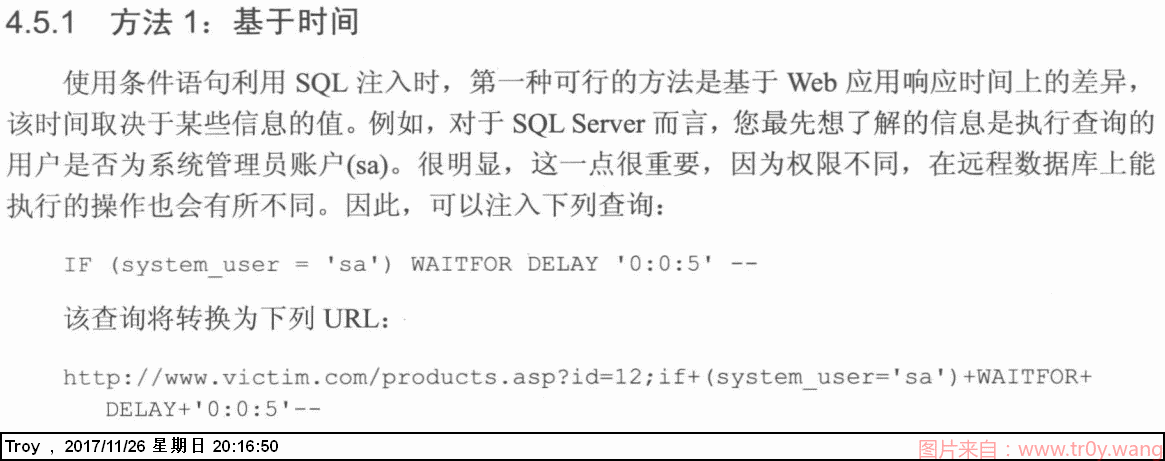 4.5.1 方法 1：基于时间
使用条件语句利用 SQL 注入时，第一种可行的方法是基于 Web 应用响应时间上的差异，
该时间取决于某些信息的值。例如，对于 SQL Server 而言，您最先想了解的信息是执行查询的
用户是否为系统管理员账户(sa)。很明显，这一点很重要，因为权限不同，在远程数据库上能
执行的操作也会有所不同。因此，可以注入下列查询：
IF (system_user = 'sa') WAITFOR DELAY '0:0:5' --
该查询将转换为下列 URL：
http://www.victim.com/products.asp?id=12;if+(system_user='sa')+WAITFOR+
DELAY+'0:0:5'--
Troy , 2017/11/26 星期日 20:16:50
图片来自：www.tr0y.wang